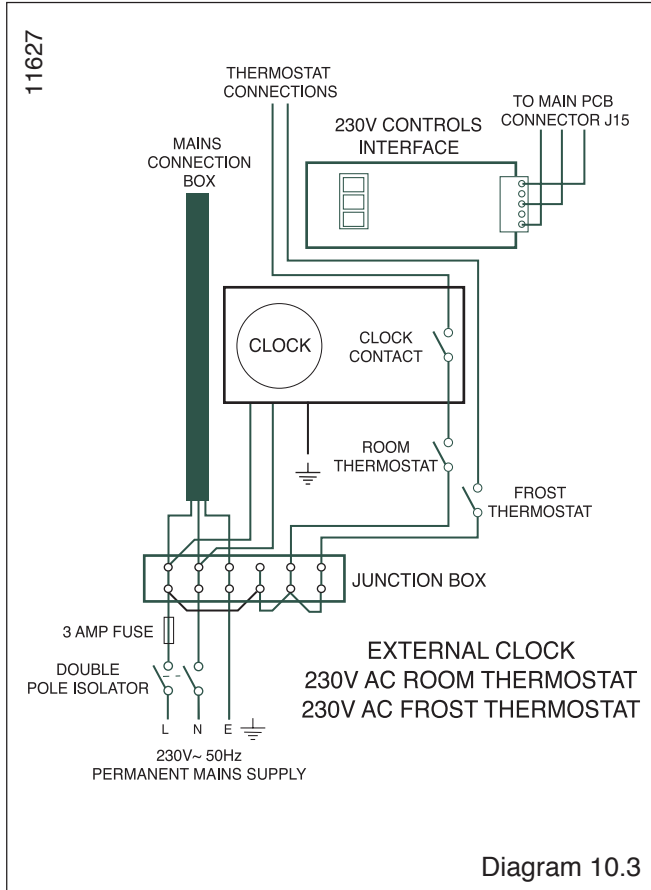 11627
THERMOSTAT
CONNECTIONS
TO MAIN PCB
CONNECTOR J15
230V CONTROLS
INTERFACE
MAINS
CONNECTION
BOX
CLOCK
CLOCK
CONTACT
ROOM
THERMOSTAT
FROST
THERMOSTAT
JUNCTION BOX
3 AMP FUSE
DOUBLE
POLE ISOLATOR
L N E
230V~ 50Hz
PERMANENT MAINS SUPPLY
EXTERNAL CLOCK
230V AC ROOM THERMOSTAT
230V AC FROST THERMOSTAT
Diagram 10.3